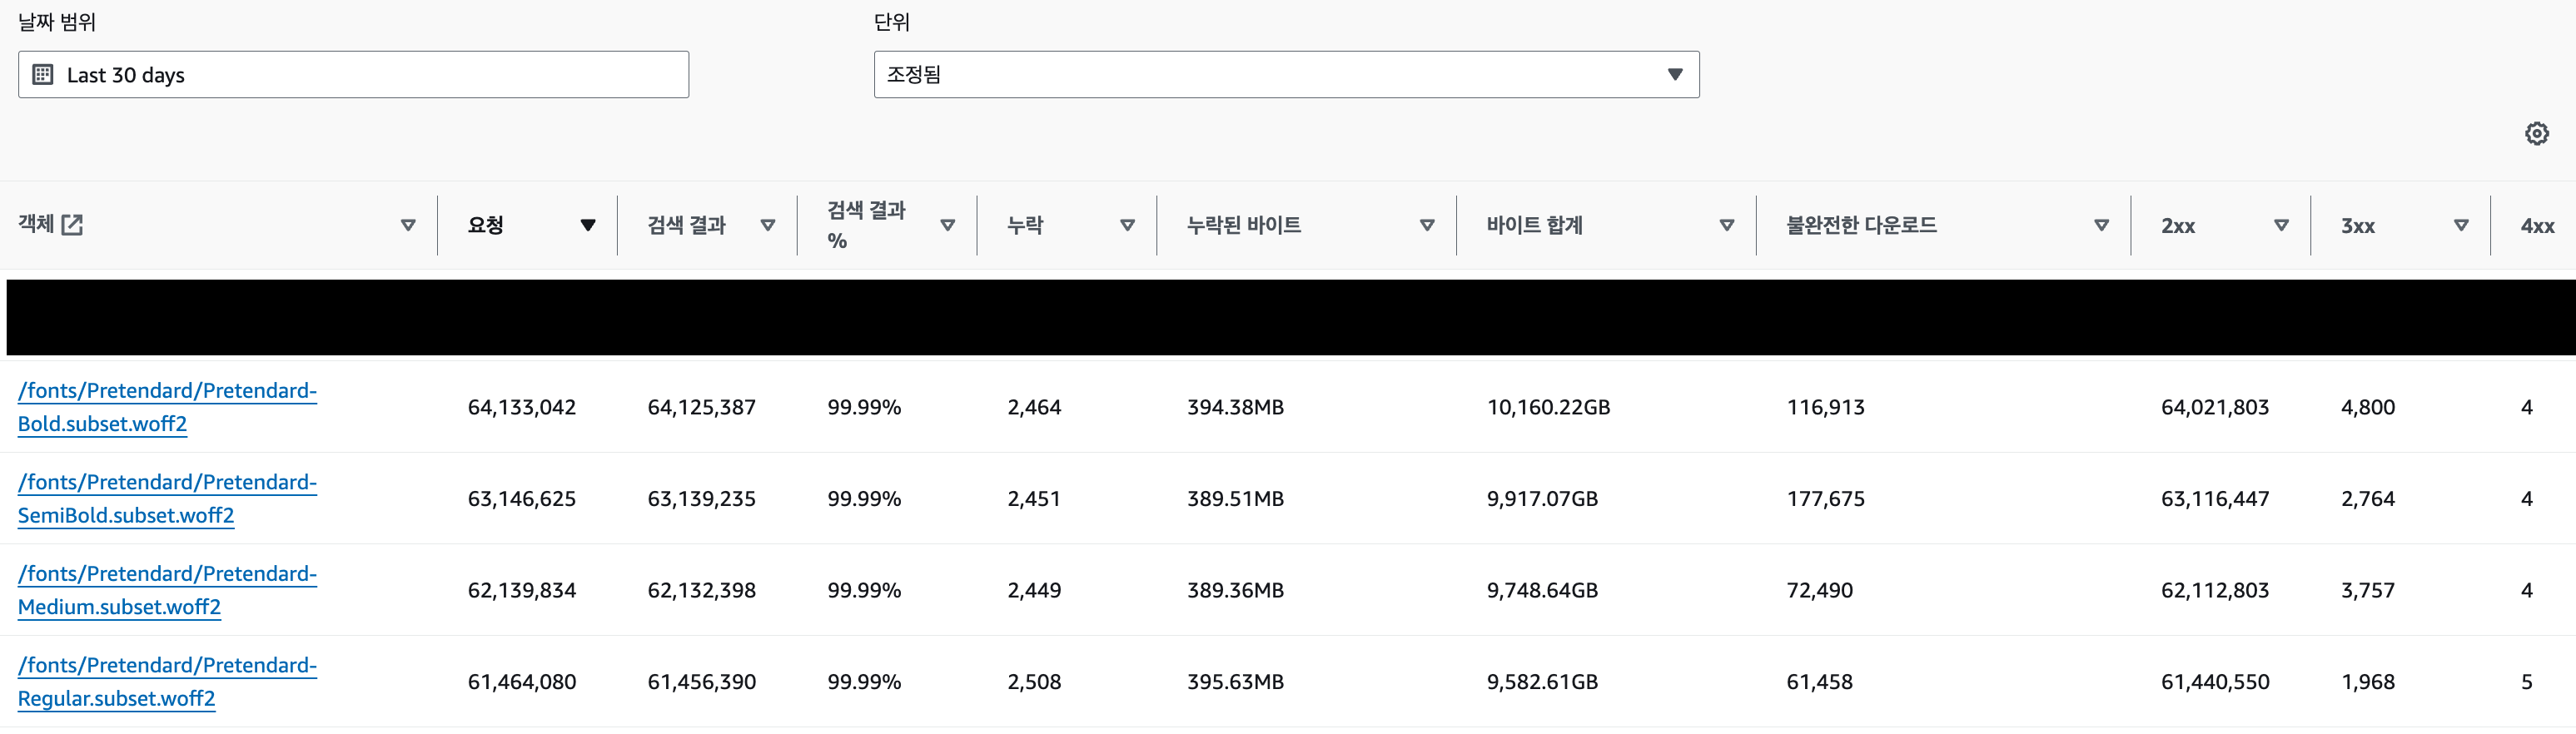 날짜 범위
단위
Last 30 days
조정됨
객체 요청 검색 결과 검색 결과 % 누락 누락된 바이트 바이트 합계 불완전한 다운로드 2xx 3xx 4xx
/fonts/Pretendard/Pretendard-
Bold.subset.woff2
64,133,042 64,125,387 99.99% 2,464 394.38MB 10,160.22GB 116,913 64,021,803 4,800 4
/fonts/Pretendard/Pretendard-
SemiBold.subset.woff2
63,146,625 63,139,235 99.99% 2,451 389.51MB 9,917.07GB 177,675 63,116,447 2,764 4
/fonts/Pretendard/Pretendard-
Medium.subset.woff2
62,139,834 62,132,398 99.99% 2,449 389.36MB 9,748.64GB 72,490 62,112,803 3,757 4
/fonts/Pretendard/Pretendard-
Regular.subset.woff2
61,464,080 61,456,390 99.99% 2,508 395.63MB 9,582.61GB 61,458 61,440,550 1,968 5